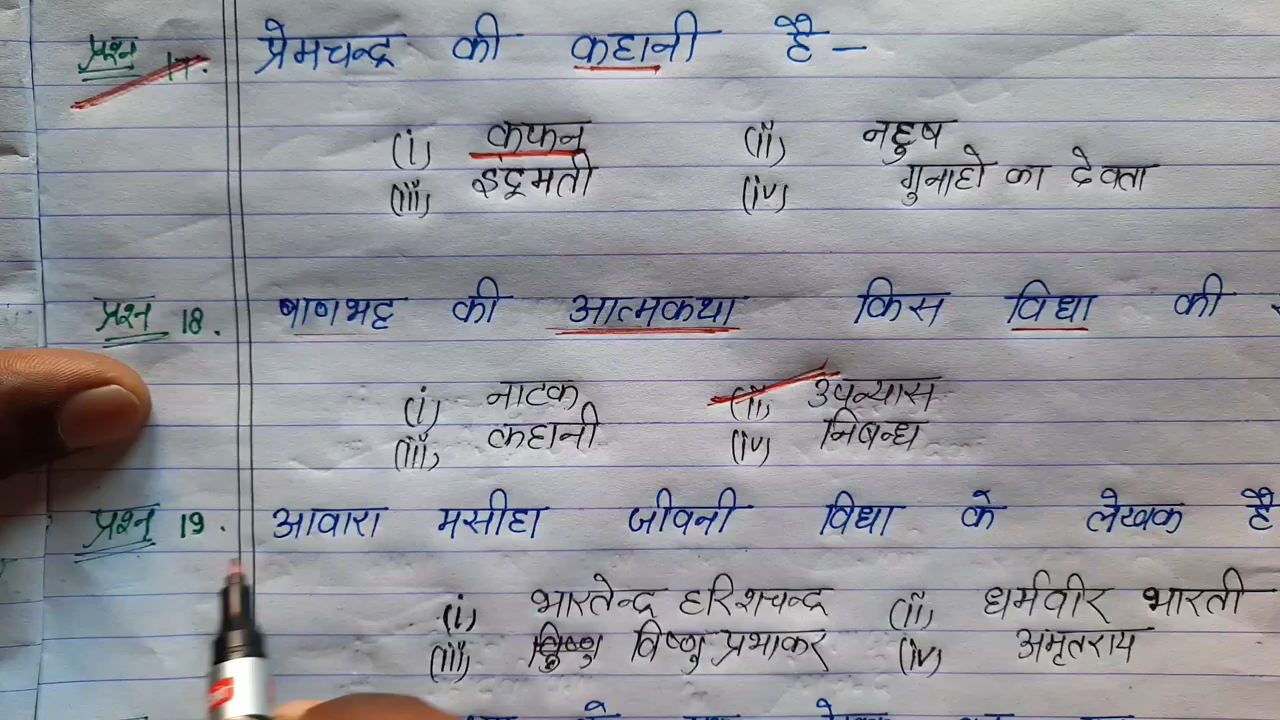 प्रश्न 17. प्रेमचन्द्र की कहानी है –
(i) कफन (ii) नहुष
(iii) इंदुमती (iv) गुनाहो का देवता
प्रश्न 18. बाणभट्ट की आत्मकथा किस विधा की
(i) नाटक (ii) उपन्यास
(iii) कहानी (iv) निबन्ध
प्रश्न 19. आवारा मसीहा जीवनी विधा के लेखक है
(i) भारतेन्दु हरिशचन्द्र (ii) धर्मवीर भारती
(iii) विष्णु प्रभाकर (iv) अमृतराय